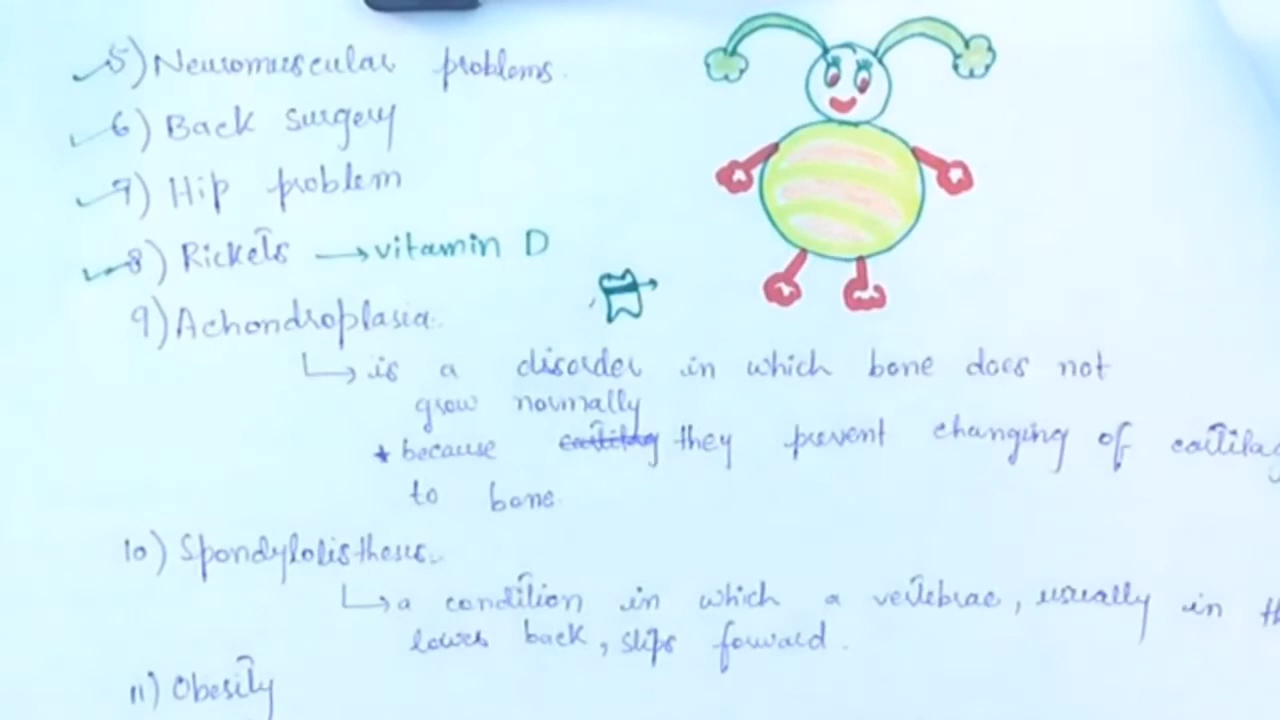 5) Neuromuscular problems.
6) Back surgery
7) Hip problem
8) Rickets → vitamin D
9) Achondroplasia.
↳ is a disorder in which bone does not
grow normally
* because they prevent changing of cartilag
to bone.
10) Spondylolisthesis.
↳ a condition in which a vertebrae, usually in th
lower back, slips forward.
11) Obesity